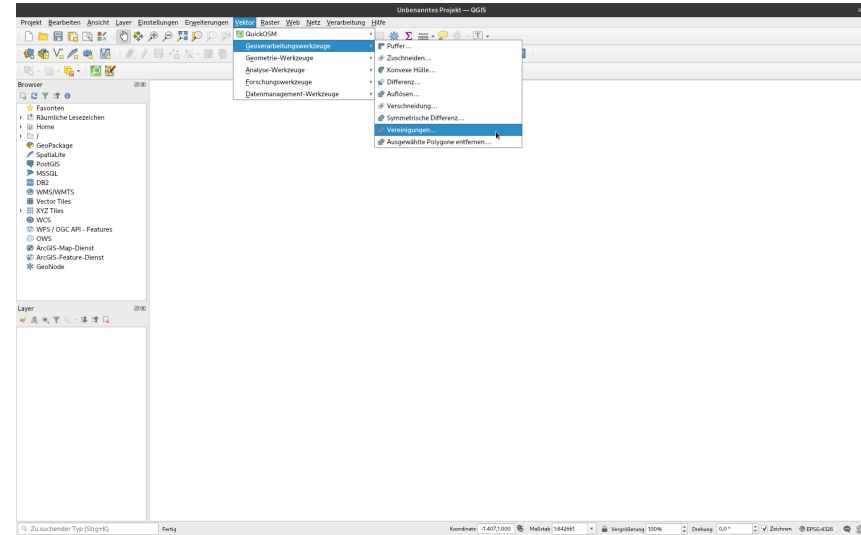 Unbenanntes Projekt — QGIS
Projekt Bearbeiten Ansicht Layer Einstellungen Erweiterungen Vektor Raster Web Netz Verarbeitung Hilfe
QuickOSM
Geoverarbeitungswerkzeuge
Geometrie-Werkzeuge
Analyse-Werkzeuge
Forschungswerkzeuge
Datenmanagement-Werkzeuge
Puffer...
Zuschneiden...
Konvexe Hülle...
Differenz...
Auflösen...
Verschneidung...
Symmetrische Differenz...
Vereinigungen...
Ausgewählte Polygone entfernen...
Browser
Favoriten
Räumliche Lesezeichen
Home
/
GeoPackage
SpatiaLite
PostGIS
MSSQL
DB2
WMS/WMTS
Vector Tiles
XYZ Tiles
WCS
WFS / OGC API - Features
OWS
ArcGIS-Map-Dienst
ArcGIS-Feature-Dienst
GeoNode
Layer
Zu suchender Typ (Strg+K) Fertig Koordinate -1.407,1.000 Maßstab 1:842661 Vergrößerung 100% Drehung 0,0 ° Zeichnen EPSG:4326